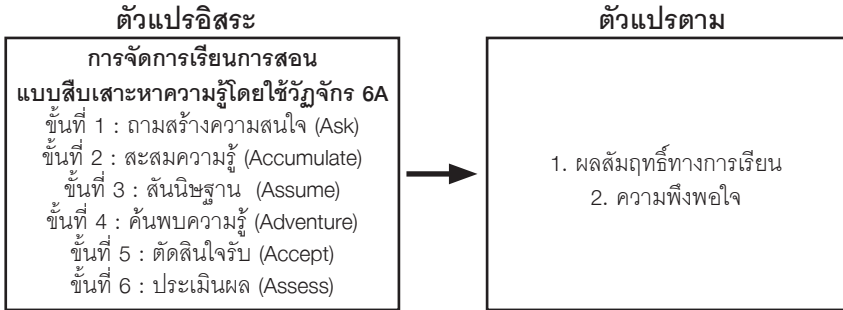 ตัวแปรอิสระ
การจัดการเรียนการสอน
แบบสืบเสาะหาความรู้โดยใช้วัฏจักร 6A
ขั้นที่ 1 : ถามสร้างความสนใจ (Ask)
ขั้นที่ 2 : สะสมความรู้ (Accumulate)
ขั้นที่ 3 : สันนิษฐาน (Assume)
ขั้นที่ 4 : ค้นพบความรู้ (Adventure)
ขั้นที่ 5 : ตัดสินใจรับ (Accept)
ขั้นที่ 6 : ประเมินผล (Assess)
ตัวแปรตาม
1. ผลสัมฤทธิ์ทางการเรียน
2. ความพึงพอใจ